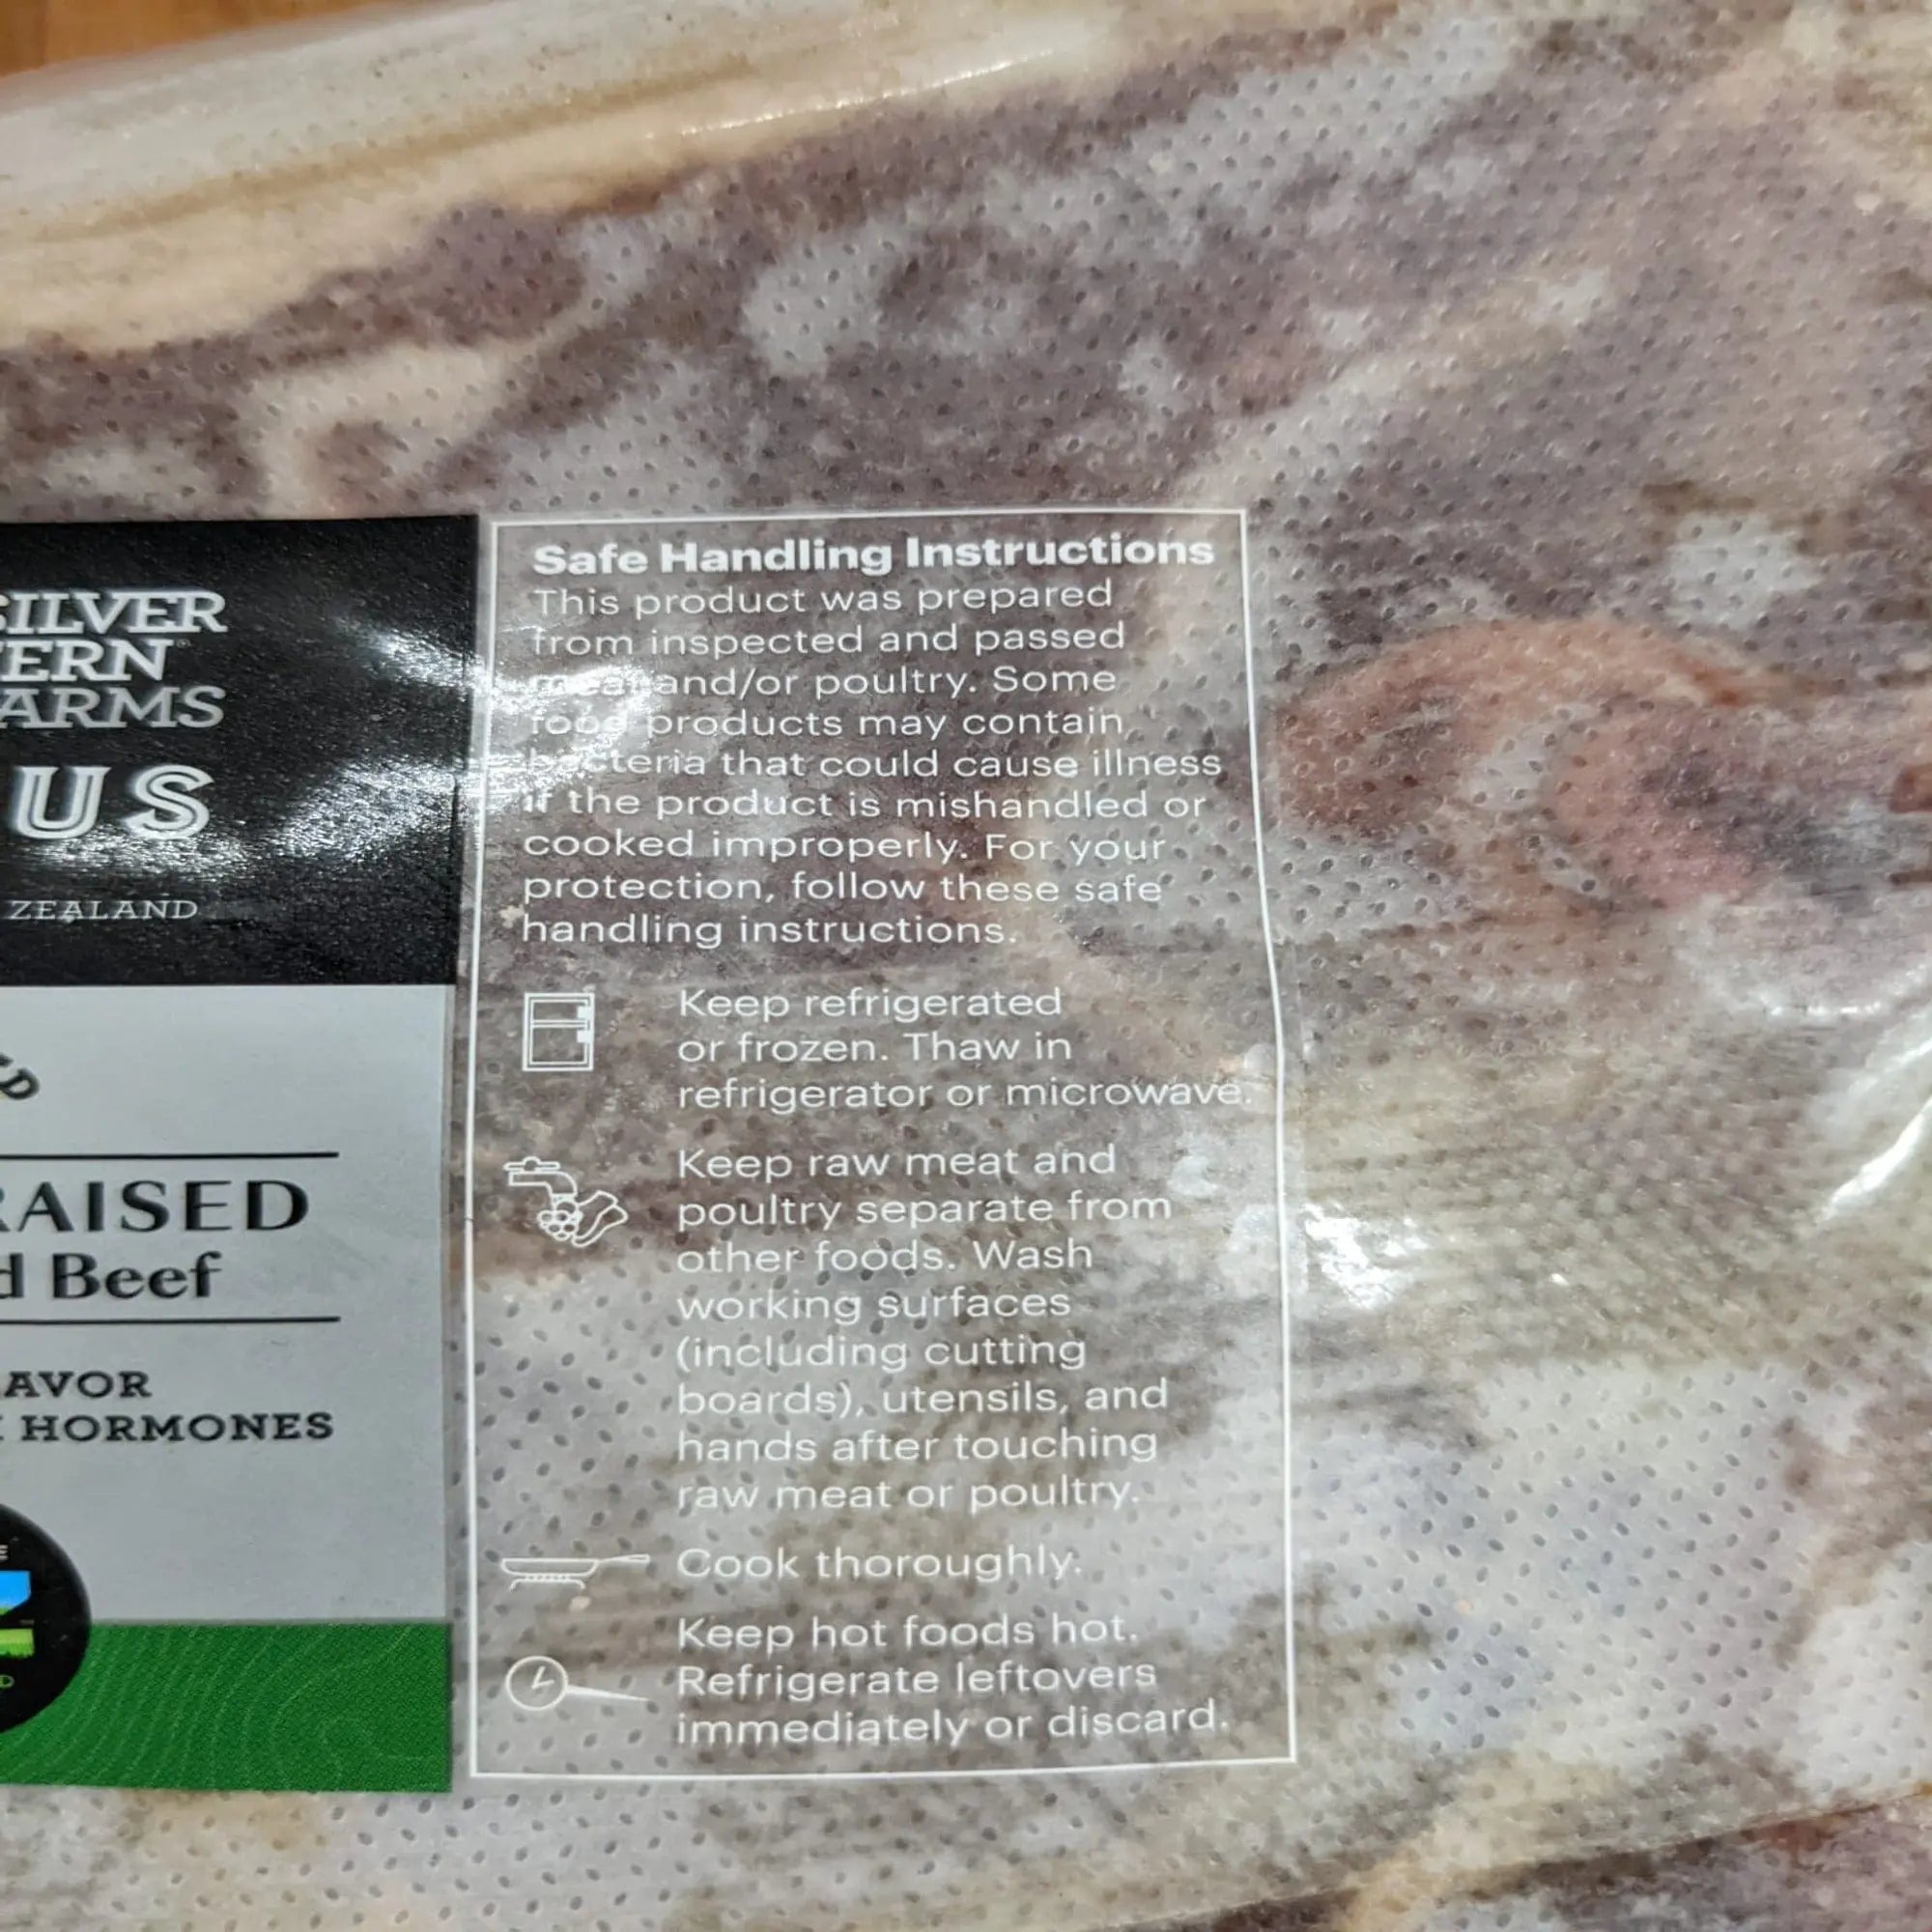 SILVER
ERN
ARMS
US
ZEALAND
RAISED
d Beef
AVOR
HORMONES
Safe Handling Instructions
This product was prepared
from inspected and passed
meat and/or poultry. Some
food products may contain
bacteria that could cause illness
if the product is mishandled or
cooked improperly. For your
protection, follow these safe
handling instructions.
Keep refrigerated
or frozen. Thaw in
refrigerator or microwave.
Keep raw meat and
poultry separate from
other foods. Wash
working surfaces
(including cutting
boards), utensils, and
hands after touching
raw meat or poultry.
Cook thoroughly.
Keep hot foods hot.
Refrigerate leftovers
immediately or discard.